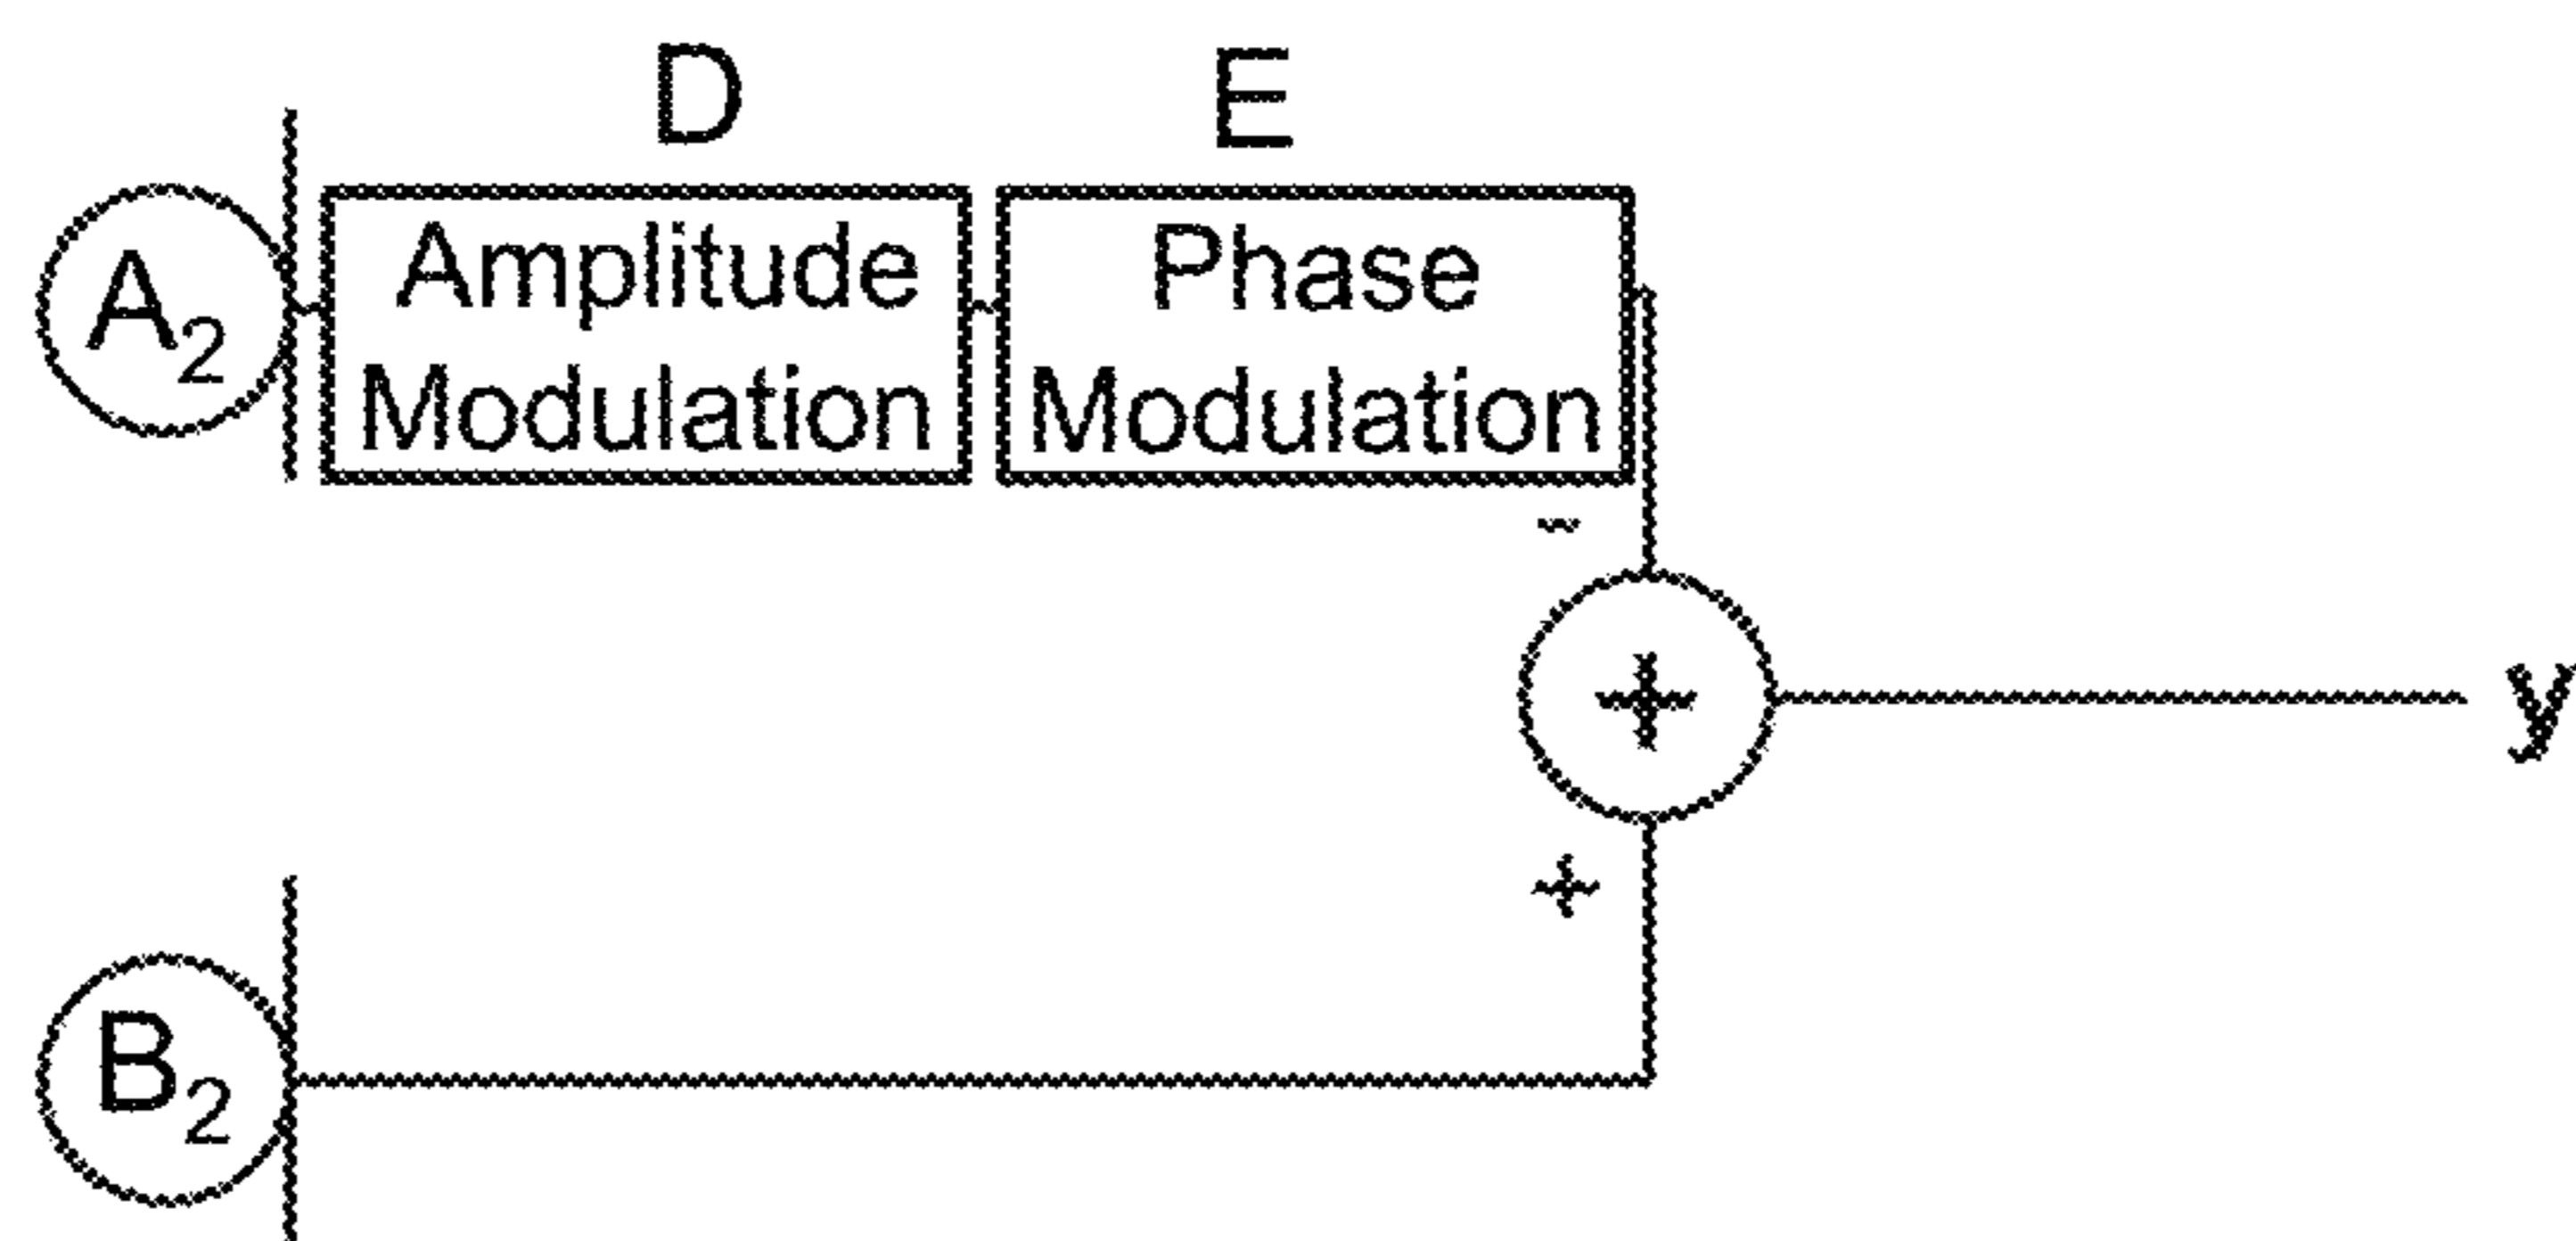 D E
A₂ Amplitude Modulation Phase Modulation
-
+
y
+
B₂